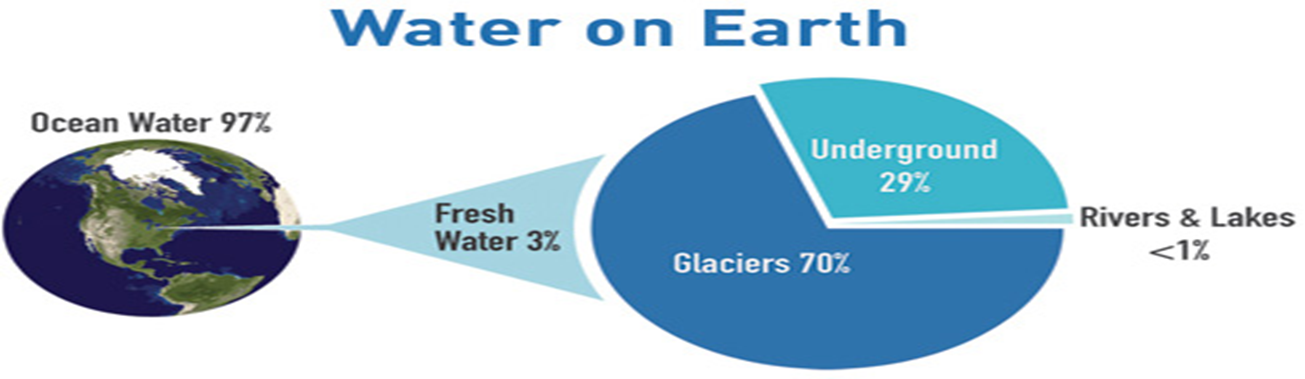 Water on Earth
Ocean Water 97%
Fresh
Water 3%
Underground
29%
Glaciers 70%
Rivers & Lakes
<1%